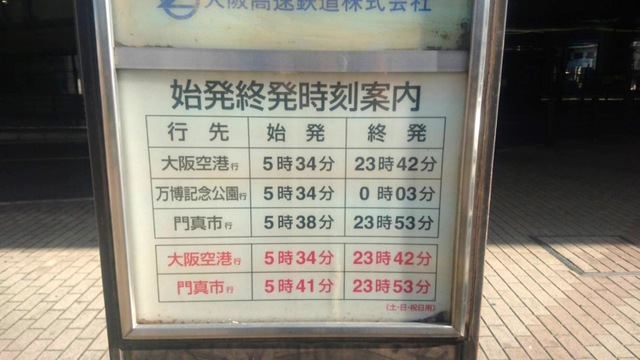 大阪高速鉄道株式会社
始発終発時刻案内
行先 始発 終発
大阪空港行 5時34分 23時42分
万博記念公園行 5時34分 0時03分
門真市行 5時38分 23時53分
大阪空港行 5時34分 23時42分
門真市行 5時41分 23時53分
(土・日・祝日用)